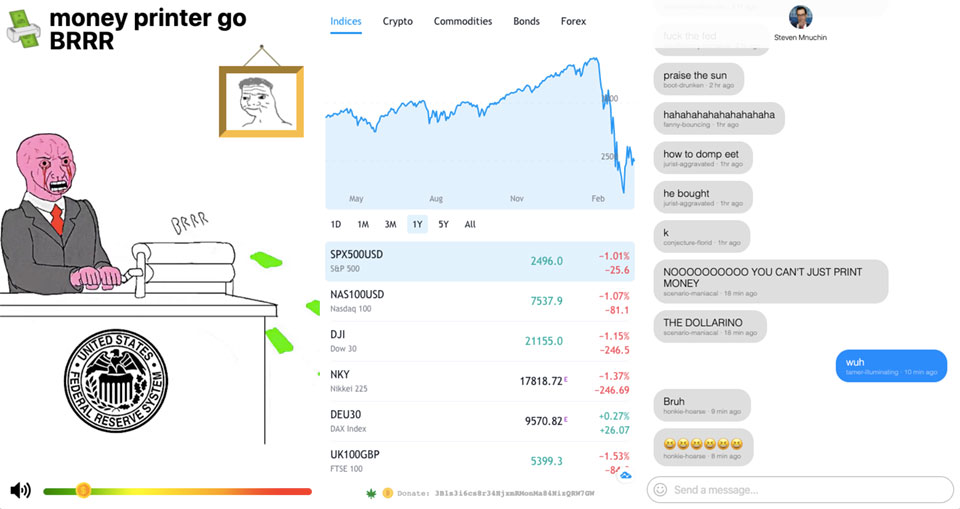 money printer go
BRRR
BRRR
UNITED STATES
FEDERAL RESERVE SYSTEM
Indices Crypto Commodities Bonds Forex
2500
May Aug Nov Feb
1D 1M 3M 1Y 5Y All
SPX500USD 2496.0 −1.01%
S&P 500 −25.6
NAS100USD 7537.9 −1.07%
Nasdaq 100 −81.1
DJI 21155.0 −1.15%
Dow 30 −246.5
NKY 17818.72 E −1.37%
Nikkei 225 −246.69
DEU30 9570.82 E +0.27%
DAX Index +26.07
UK100GBP 5399.3 −1.53%
FTSE 100
Donate:
Steven Mnuchin
fuck the fed
praise the sun
boot-drunken · 2 hr ago
hahahahahahahahaha
fanny-bouncing · 1hr ago
how to domp eet
jurist-aggravated · 1hr ago
he bought
jurist-aggravated · 1hr ago
k
conjecture-florid · 1hr ago
NOOOOOOOOOO YOU CAN'T JUST PRINT
MONEY
scenario-maniacal · 18 min ago
THE DOLLARINO
scenario-maniacal · 18 min ago
wuh
lamer-illuminating · 10 min ago
Bruh
honkie-hoarse · 9 min ago
😆😆😆😆😆😆
honkie-hoarse · 8 min ago
Send a message...